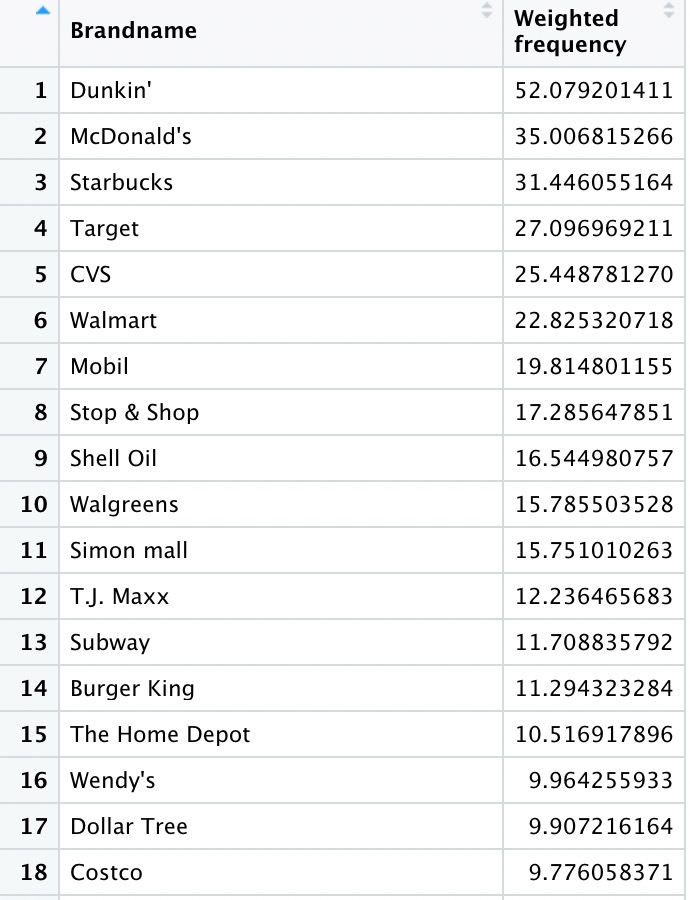 Brandname Weighted frequency
1 Dunkin' 52.079201411
2 McDonald's 35.006815266
3 Starbucks 31.446055164
4 Target 27.096969211
5 CVS 25.448781270
6 Walmart 22.825320718
7 Mobil 19.814801155
8 Stop & Shop 17.285647851
9 Shell Oil 16.544980757
10 Walgreens 15.785503528
11 Simon mall 15.751010263
12 T.J. Maxx 12.236465683
13 Subway 11.708835792
14 Burger King 11.294323284
15 The Home Depot 10.516917896
16 Wendy's 9.964255933
17 Dollar Tree 9.907216164
18 Costco 9.776058371